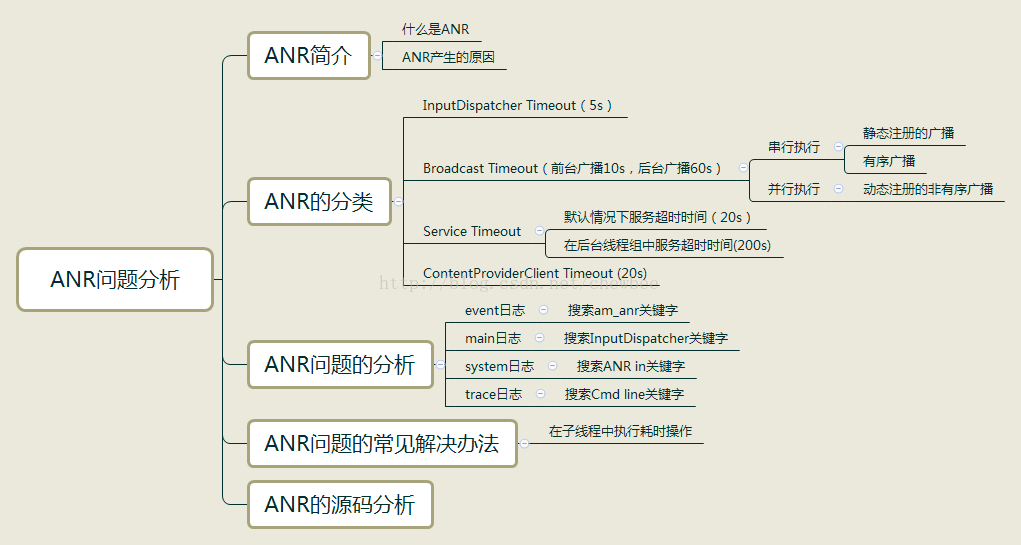 ANR问题分析
ANR简介
什么是ANR
ANR产生的原因
ANR的分类
InputDispatcher Timeout（5s）
Broadcast Timeout（前台广播10s，后台广播60s）
串行执行
静态注册的广播
有序广播
并行执行
动态注册的非有序广播
Service Timeout
默认情况下服务超时时间（20s）
在后台线程组中服务超时时间(200s)
ContentProviderClient Timeout (20s)
ANR问题的分析
event日志
搜索am_anr关键字
main日志
搜索InputDispatcher关键字
system日志
搜索ANR in关键字
trace日志
搜索Cmd line关键字
ANR问题的常见解决办法
在子线程中执行耗时操作
ANR的源码分析